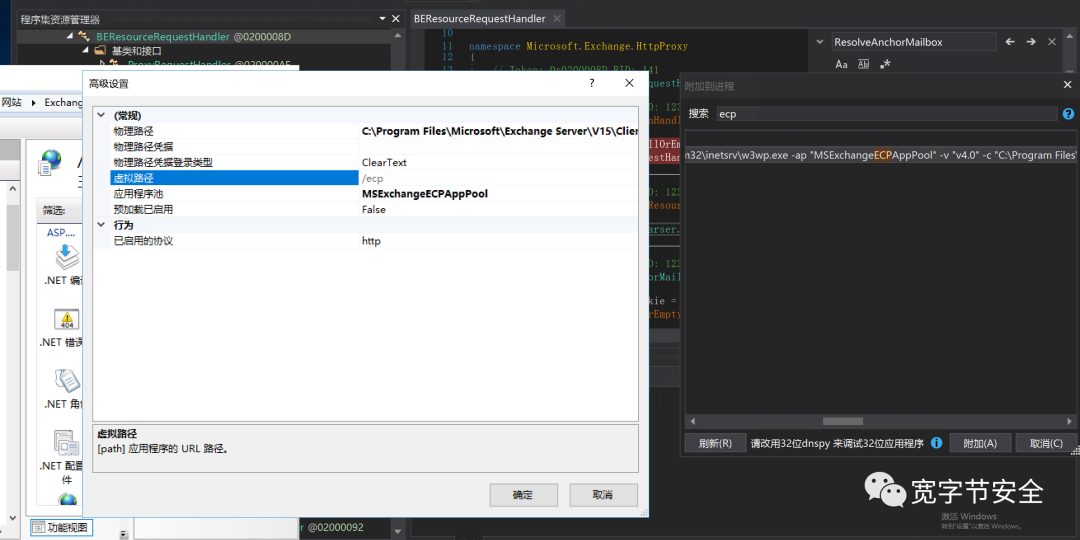 程序集资源管理器
BEResourceRequestHandler @0200008D
基类和接口
ProxyRequestHandler @020000A5
BEResourceRequestHandler
10
11 namespace Microsoft.Exchange.HttpProxy
12 {
ResolveAnchorMailbox
Aa
Ab
网站 Exchang
筛选:
ASP....
.NET 编译
404
.NET 错误
.NET 角色
.NET 配置
件
功能视图
@02000092
高级设置
?
(常规)
物理路径 C:\Program Files\Microsoft\Exchange Server\V15\Clien
物理路径凭据
物理路径凭据登录类型 ClearText
虚拟路径 /ecp
应用程序池 MSExchangeECPAppPool
预加载已启用 False
行为
已启用的协议 http
虚拟路径
[path] 应用程序的 URL 路径。
确定
取消
附加到进程
搜索 ecp
n32\inetsrv\w3wp.exe -ap "MSExchangeECPAppPool" -v "v4.0" -c "C:\Program Files'
刷新(R)
请改用32位dnspy 来调试32位应用程序
附加(A)
取消(C)
宽字节安全
激活 Windows
转到"设置"以激活 Windows。